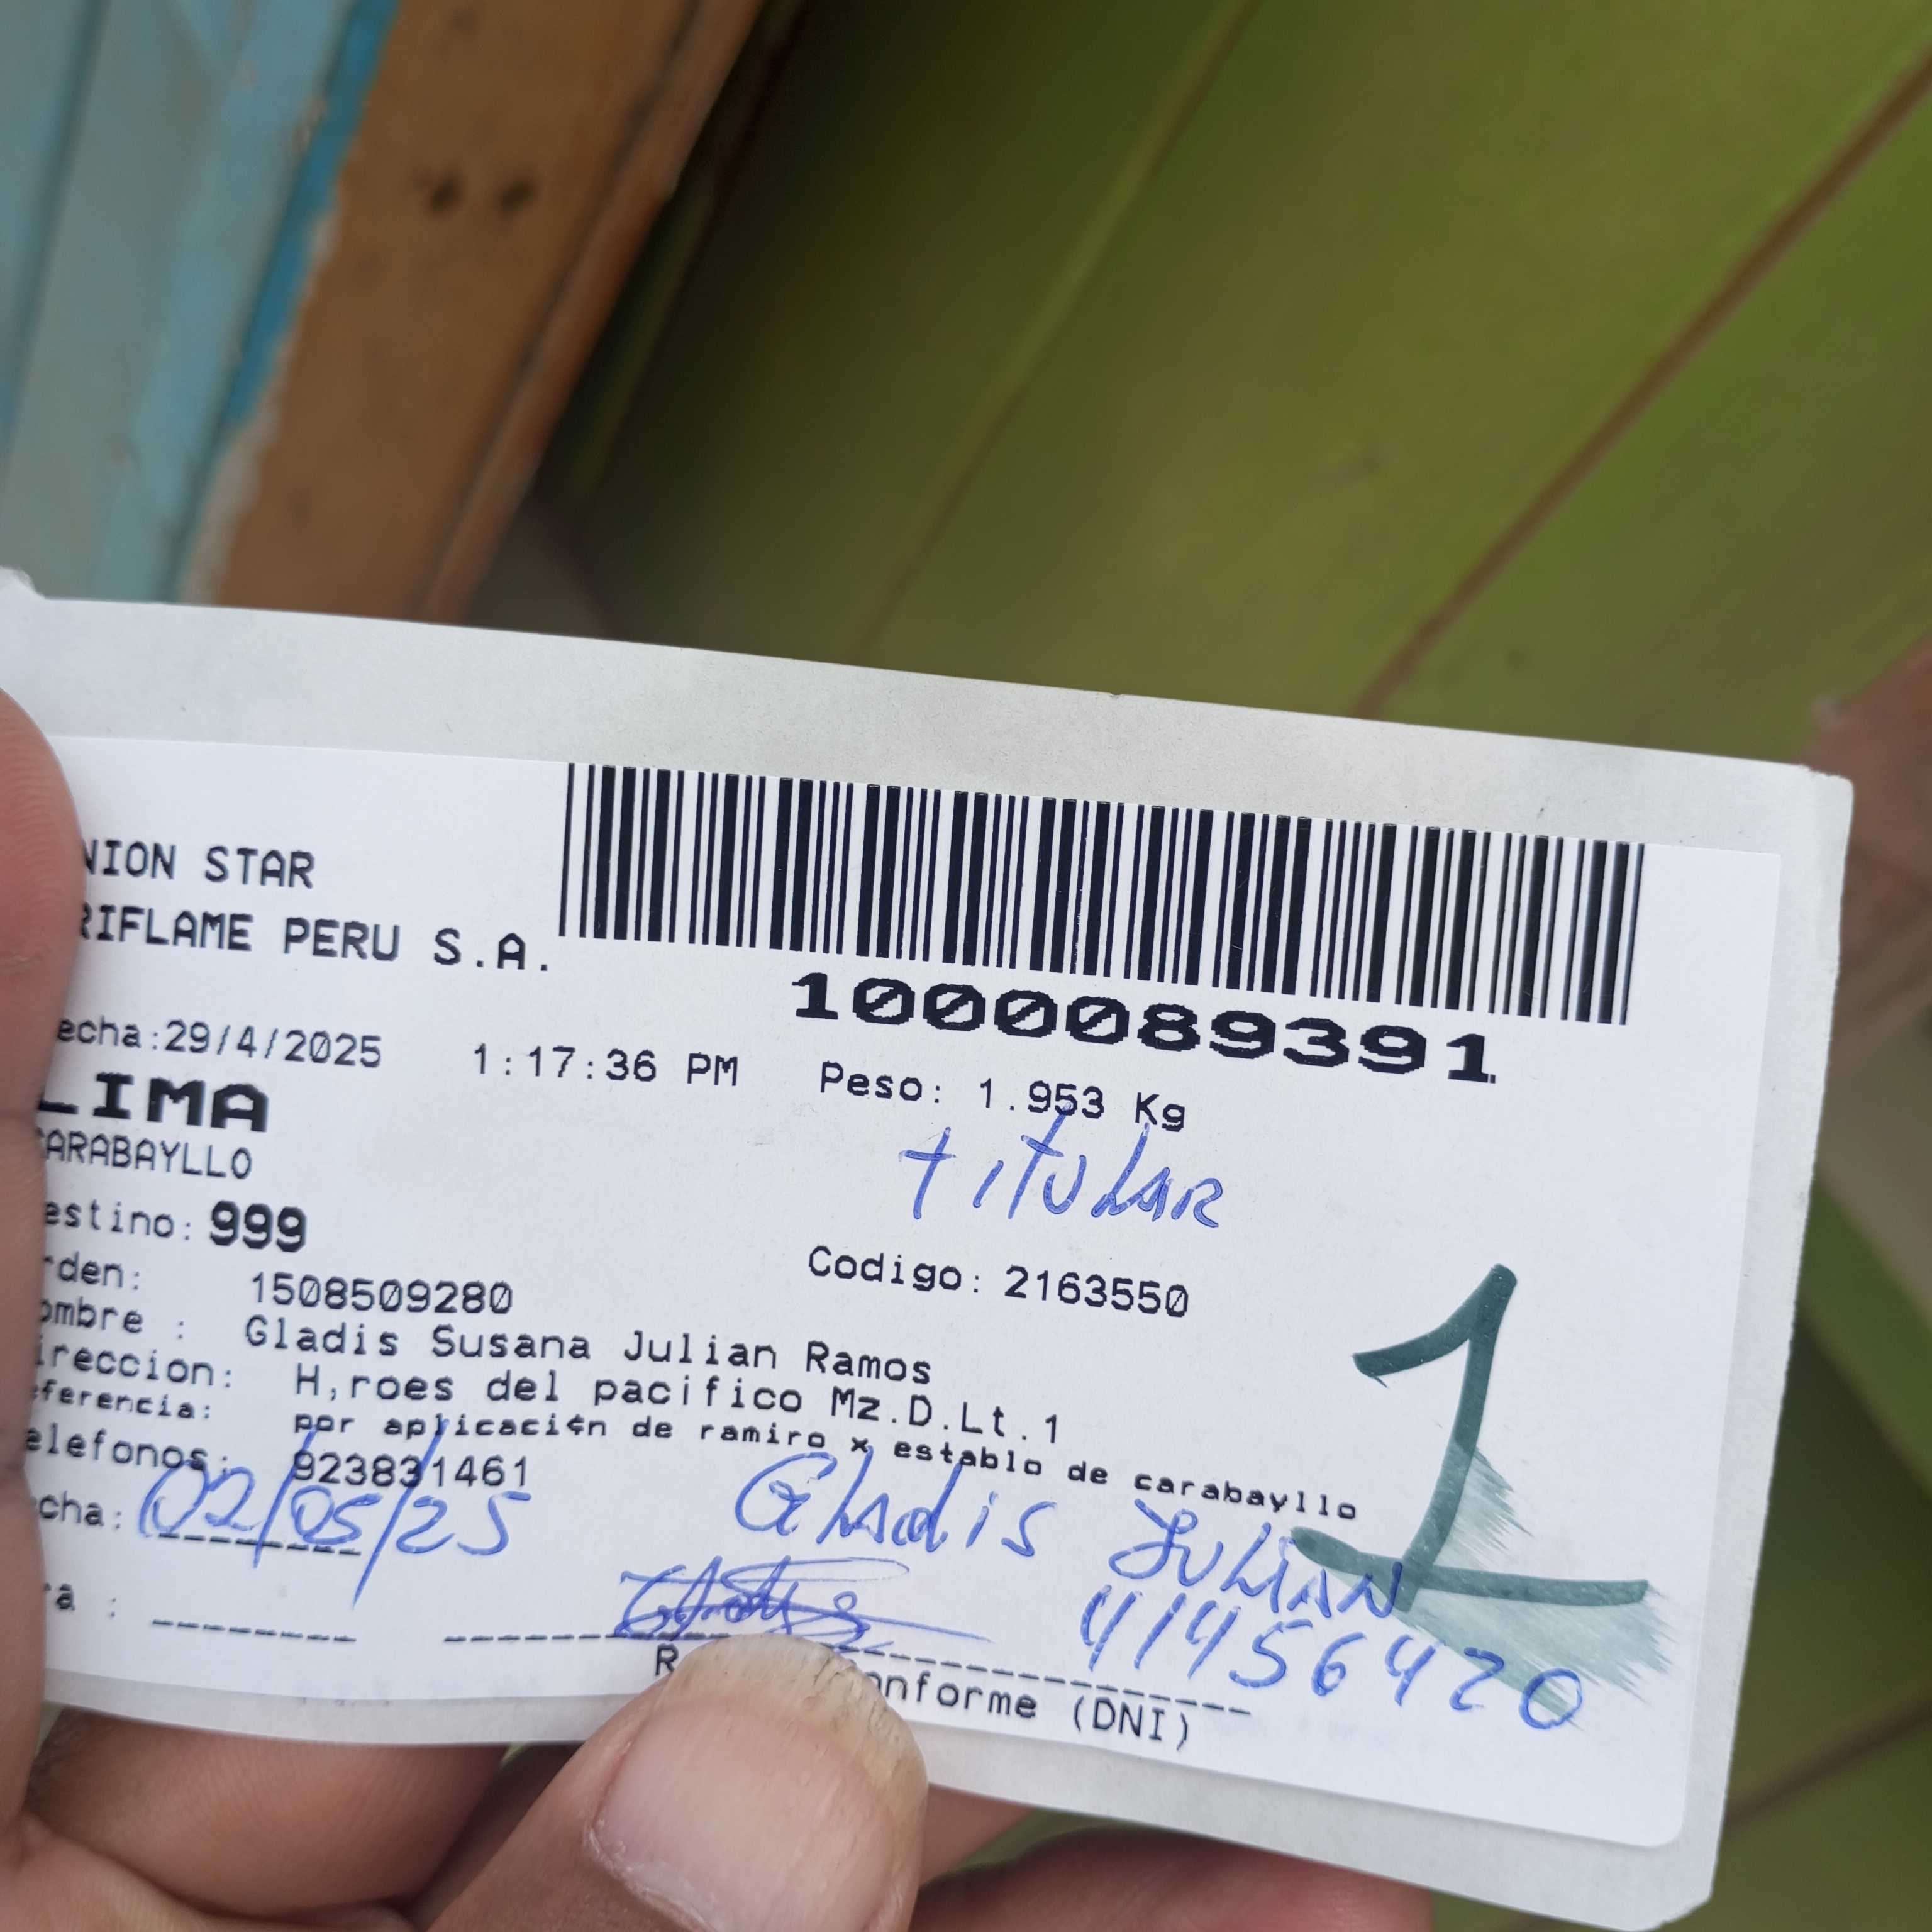 NION STAR
RIFLAME PERU S.A.
1000089391
echa:29/4/2025 1:17:36 PM Peso: 1.953 Kg
LIMA
ARABAYLLO
titular
estino: 999
rden: 1508509280 Codigo: 2163550
ombre : Gladis Susana Julian Ramos
ireccion: H,roes del pacifico Mz.D.Lt.1
eferencia: por aplicaci¢n de ramiro x establo de carabayllo
elefonos: 923831461
cha: 02/05/25 Gladis Julian
41456420
ra :
R onforme (DNI)
1